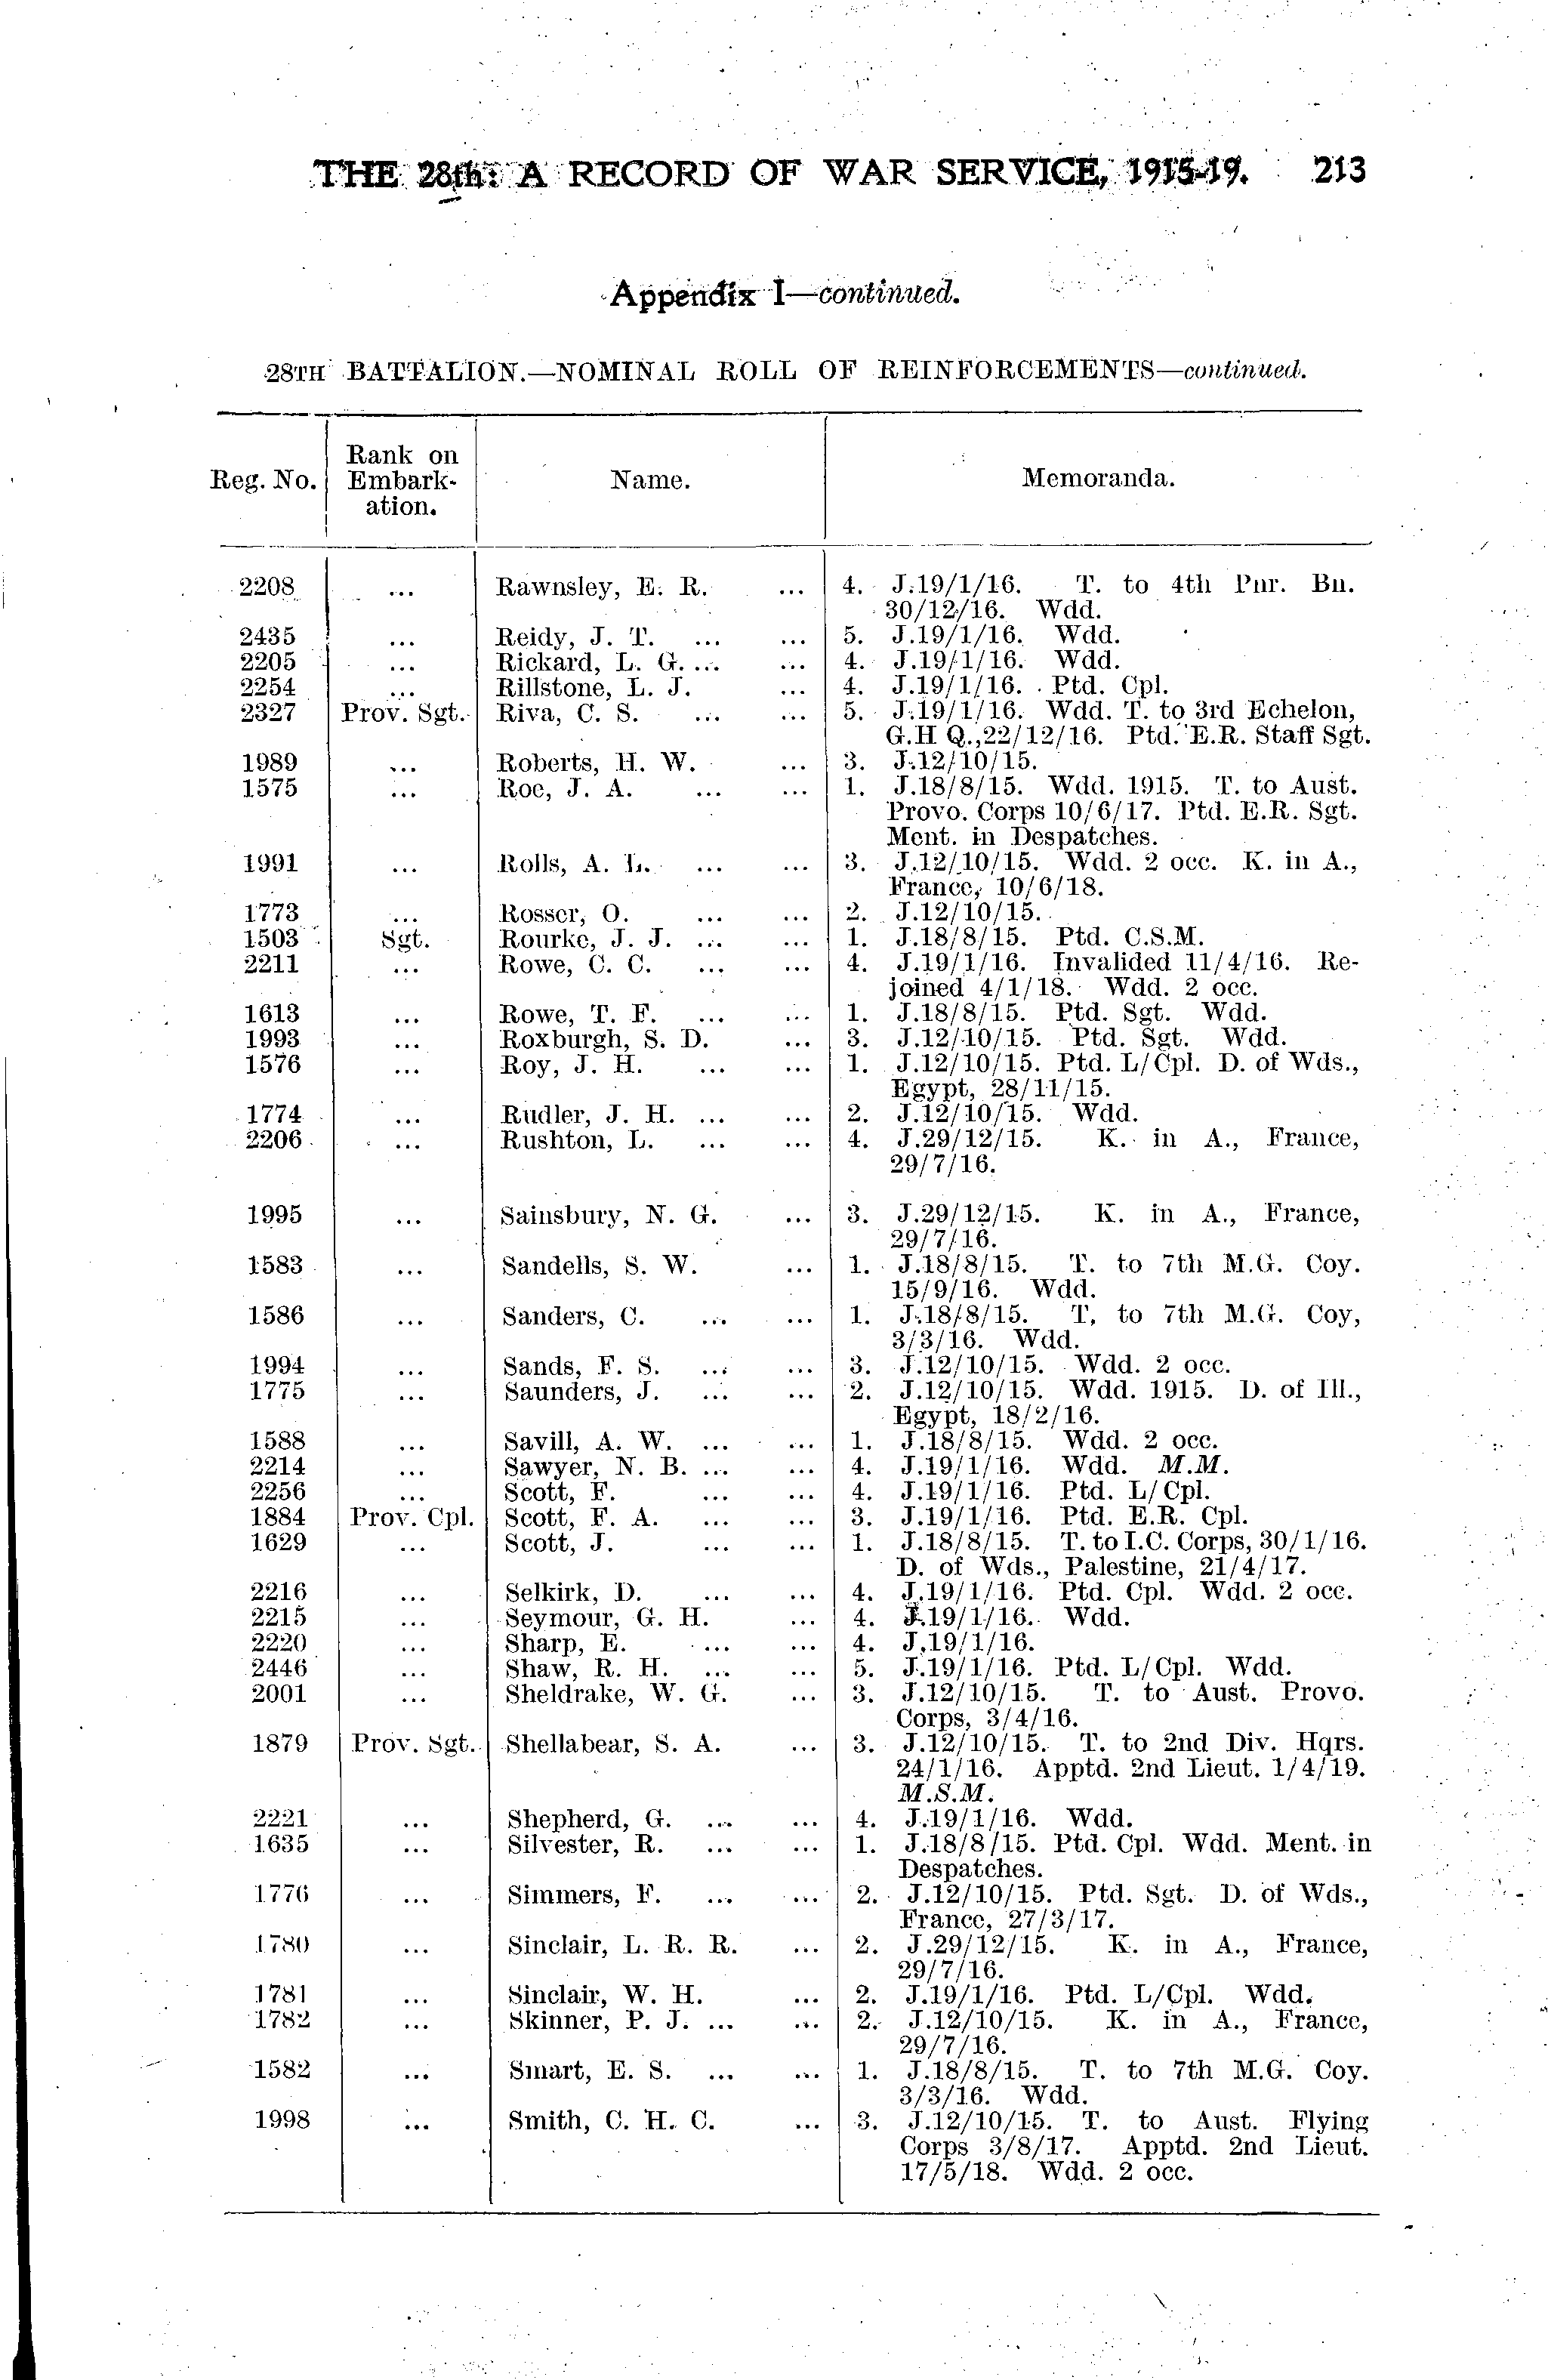 THE 28th: A RECORD OF WAR SERVICE, 1915-19. 213
Appendix I—continued.
28TH BATTALION.—NOMINAL ROLL OF REINFORCEMENTS—continued.
Reg. No. Rank on Embark-ation. Name. Memoranda.
2208 ... Rawnsley, E. R. ... 4. J.19/1/16. T. to 4th Pnr. Bn.
30/12/16. Wdd.
2435 ... Reidy, J. T. ... ... 5. J.19/1/16. Wdd.
2205 ... Rickard, L. G. ... ... 4. J.19/1/16. Wdd.
2254 ... Rillstone, L. J. ... 4. J.19/1/16. Ptd. Cpl.
2327 Prov. Sgt. Riva, C. S. ... ... 5. J.19/1/16. Wdd. T. to 3rd Echelon,
G.H Q.,22/12/16. Ptd. E.R. Staff Sgt.
1989 ... Roberts, H. W. ... 3. J.12/10/15.
1575 ... Roe, J. A. ... ... 1. J.18/8/15. Wdd. 1915. T. to Aust.
Provo. Corps 10/6/17. Ptd. E.R. Sgt.
Ment. in Despatches.
1991 ... Rolls, A. L. ... ... 3. J.12/10/15. Wdd. 2 occ. K. in A.,
France, 10/6/18.
1773 ... Rosser, O. ... ... 2. J.12/10/15.
1503 Sgt. Rourke, J. J. ... ... 1. J.18/8/15. Ptd. C.S.M.
2211 ... Rowe, C. C. ... ... 4. J.19/1/16. Invalided 11/4/16. Re-
joined 4/1/18. Wdd. 2 occ.
1613 ... Rowe, T. F. ... ... 1. J.18/8/15. Ptd. Sgt. Wdd.
1993 ... Roxburgh, S. D. ... 3. J.12/10/15. Ptd. Sgt. Wdd.
1576 ... Roy, J. H. ... ... 1. J.12/10/15. Ptd. L/Cpl. D. of Wds.,
Egypt, 28/11/15.
1774 ... Rudler, J. H. ... ... 2. J.12/10/15. Wdd.
2206 ... Rushton, L. ... ... 4. J.29/12/15. K. in A., France,
29/7/16.
1995 ... Sainsbury, N. G. ... 3. J.29/12/15. K. in A., France,
29/7/16.
1583 ... Sandells, S. W. ... 1. J.18/8/15. T. to 7th M.G. Coy.
15/9/16. Wdd.
1586 ... Sanders, C. ... ... 1. J.18/8/15. T. to 7th M.G. Coy,
3/3/16. Wdd.
1994 ... Sands, F. S. ... ... 3. J.12/10/15. Wdd. 2 occ.
1775 ... Saunders, J. ... ... 2. J.12/10/15. Wdd. 1915. D. of Ill.,
Egypt, 18/2/16.
1588 ... Savill, A. W. ... ... 1. J.18/8/15. Wdd. 2 occ.
2214 ... Sawyer, N. B. ... ... 4. J.19/1/16. Wdd. M.M.
2256 ... Scott, F. ... ... 4. J.19/1/16. Ptd. L/Cpl.
1884 Prov. Cpl. Scott, F. A. ... ... 3. J.19/1/16. Ptd. E.R. Cpl.
1629 ... Scott, J. ... ... 1. J.18/8/15. T. to I.C. Corps, 30/1/16.
D. of Wds., Palestine, 21/4/17.
2216 ... Selkirk, D. ... ... 4. J.19/1/16. Ptd. Cpl. Wdd. 2 occ.
2215 ... Seymour, G. H. ... 4. J.19/1/16. Wdd.
2220 ... Sharp, E. ... ... 4. J.19/1/16.
2446 ... Shaw, R. H. ... ... 5. J.19/1/16. Ptd. L/Cpl. Wdd.
2001 ... Sheldrake, W. G. ... 3. J.12/10/15. T. to Aust. Provo.
Corps, 3/4/16.
1879 Prov. Sgt. Shellabear, S. A. ... 3. J.12/10/15. T. to 2nd Div. Hqrs.
24/1/16. Apptd. 2nd Lieut. 1/4/19.
M.S.M.
2221 ... Shepherd, G. ... ... 4. J.19/1/16. Wdd.
1635 ... Silvester, R. ... ... 1. J.18/8/15. Ptd. Cpl. Wdd. Ment. in
Despatches.
1776 ... Simmers, F. ... ... 2. J.12/10/15. Ptd. Sgt. D. of Wds.,
France, 27/3/17.
1780 ... Sinclair, L. R. R. ... 2. J.29/12/15. K. in A., France,
29/7/16.
1781 ... Sinclair, W. H. ... 2. J.19/1/16. Ptd. L/Cpl. Wdd.
1782 ... Skinner, P. J. ... ... 2. J.12/10/15. K. in A., France,
29/7/16.
1582 ... Smart, E. S. ... ... 1. J.18/8/15. T. to 7th M.G. Coy.
3/3/16. Wdd.
1998 ... Smith, C. H. C. ... 3. J.12/10/15. T. to Aust. Flying
Corps 3/8/17. Apptd. 2nd Lieut.
17/5/18. Wdd. 2 occ.